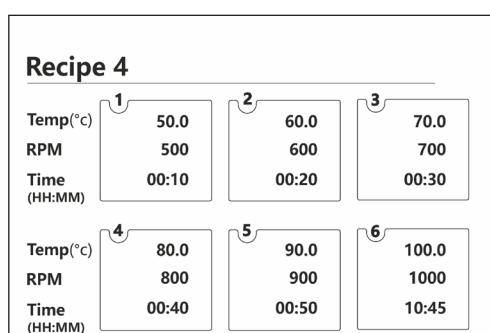 Recipe 4
1 2 3
Temp(°c) 50.0 60.0 70.0
RPM 500 600 700
Time 00:10 00:20 00:30
(HH:MM)
4 5 6
Temp(°c) 80.0 90.0 100.0
RPM 800 900 1000
Time 00:40 00:50 10:45
(HH:MM)